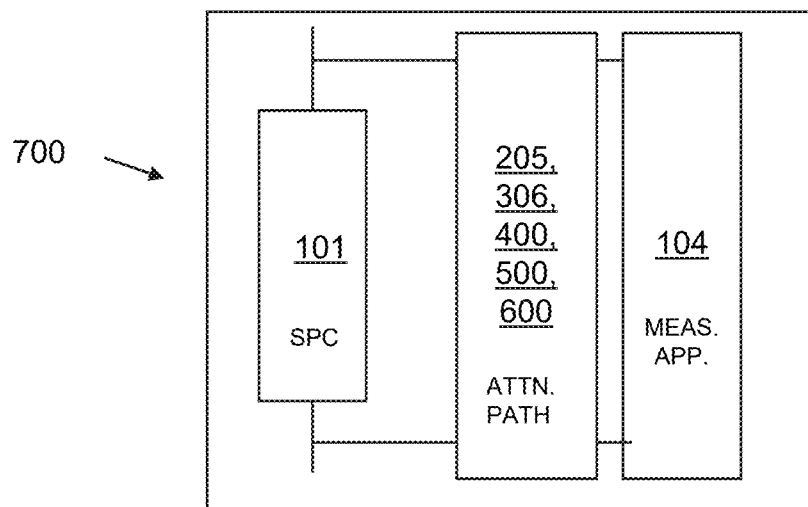 700
101
SPC
205,
306,
400,
500,
600
ATTN.
PATH
104
MEAS.
APP.